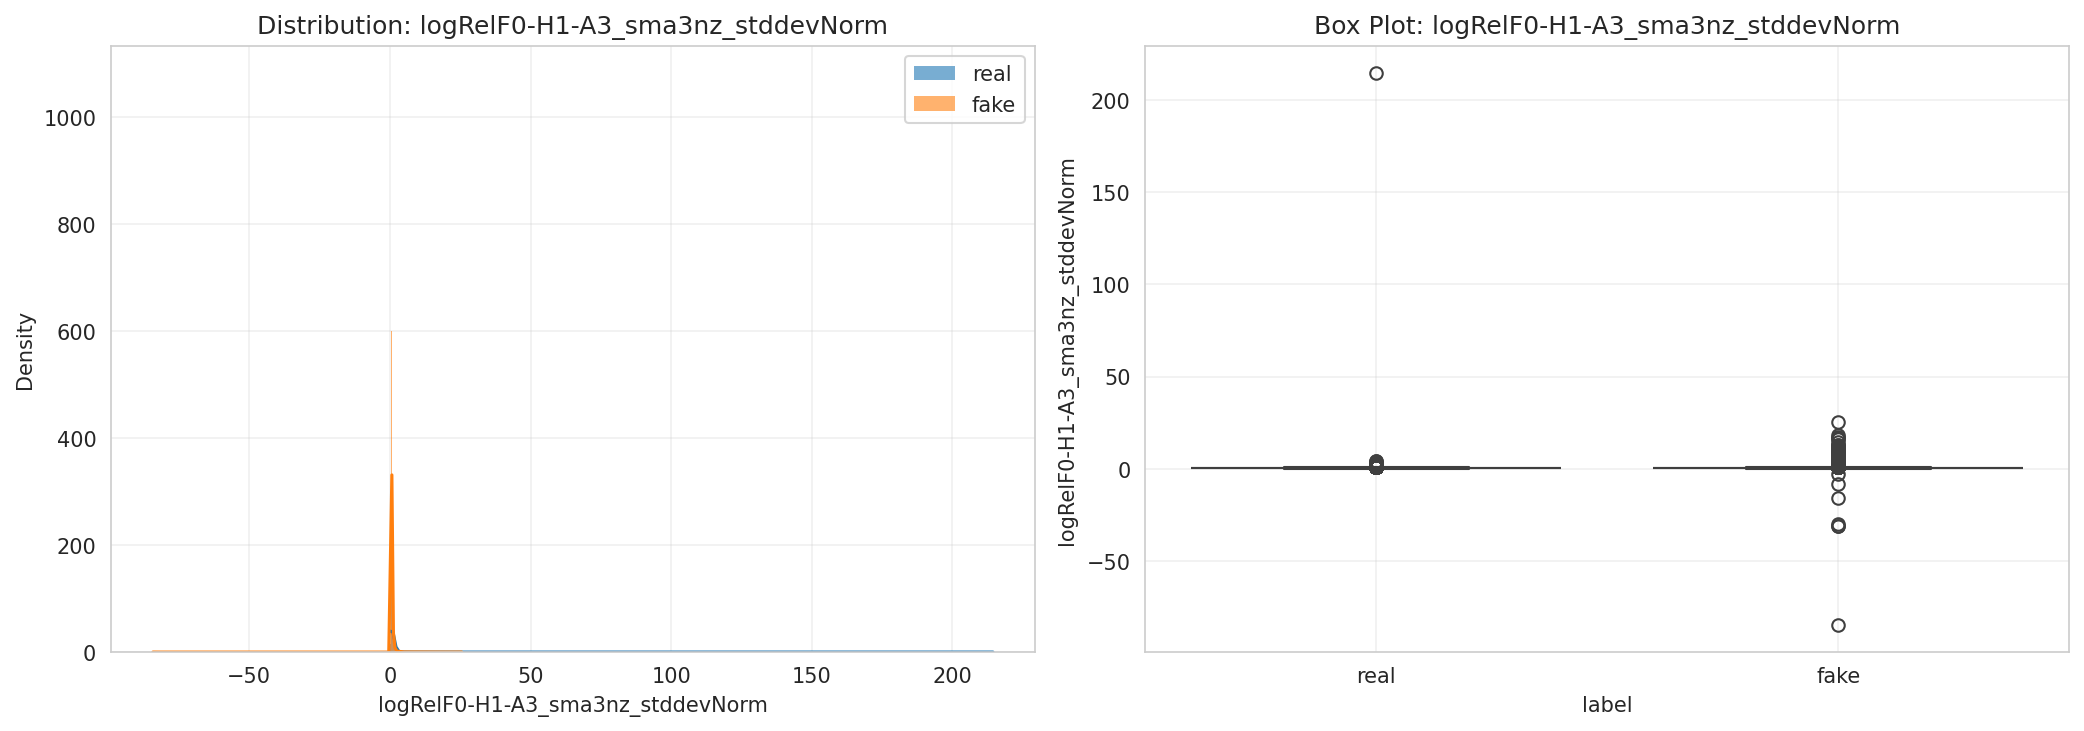 Distribution: logRelF0-H1-A3_sma3nz_stddevNorm
real
fake
Density
1000
800
600
400
200
0
−50
0
50
100
150
200
logRelF0-H1-A3_sma3nz_stddevNorm
Box Plot: logRelF0-H1-A3_sma3nz_stddevNorm
logRelF0-H1-A3_sma3nz_stddevNorm
200
150
100
50
0
−50
real
fake
label